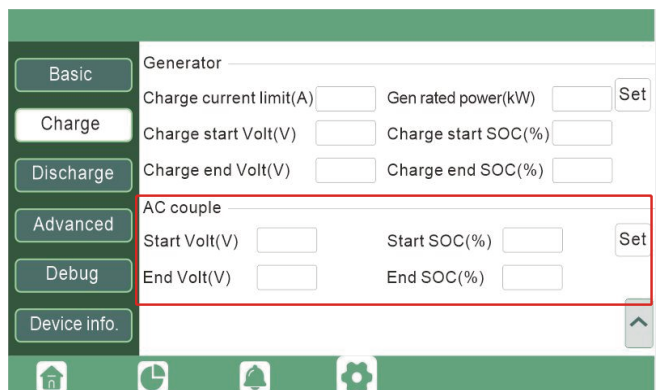 Basic
Charge
Discharge
Advanced
Debug
Device info.
Generator
Charge current limit(A) Gen rated power(kW) Set
Charge start Volt(V) Charge start SOC(%)
Charge end Volt(V) Charge end SOC(%)
AC couple
Start Volt(V) Start SOC(%) Set
End Volt(V) End SOC(%)